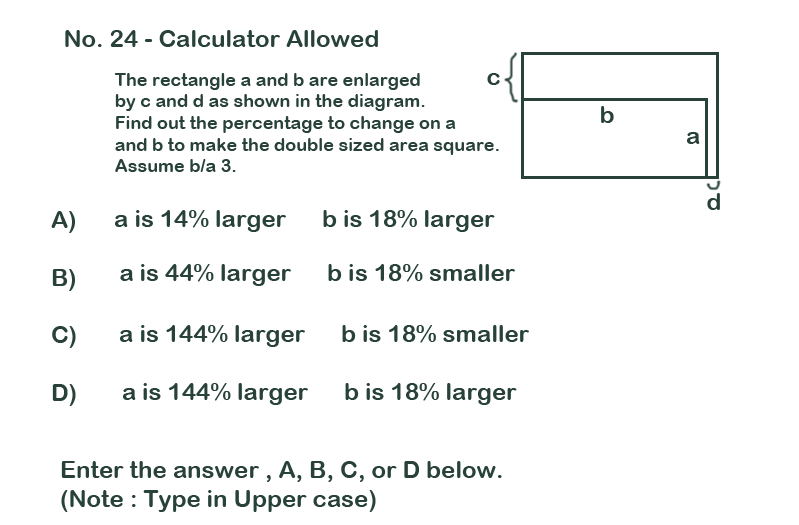 No. 24 - Calculator Allowed
The rectangle a and b are enlarged
by c and d as shown in the diagram.
Find out the percentage to change on a
and b to make the double sized area square.
Assume b/a 3.
c
b
a
d
A) a is 14% larger b is 18% larger
B) a is 44% larger b is 18% smaller
C) a is 144% larger b is 18% smaller
D) a is 144% larger b is 18% larger
Enter the answer , A, B, C, or D below.
(Note : Type in Upper case)